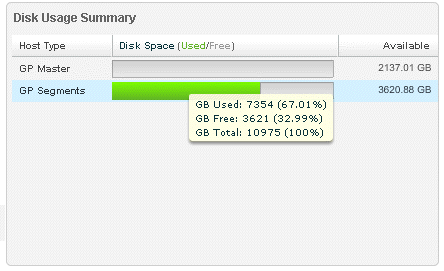 Disk Usage Summary
Host Type Disk Space (Used/Free) Available
GP Master 2137.01 GB
GP Segments 3620.88 GB
GB Used: 7354 (67.01%)
GB Free: 3621 (32.99%)
GB Total: 10975 (100%)